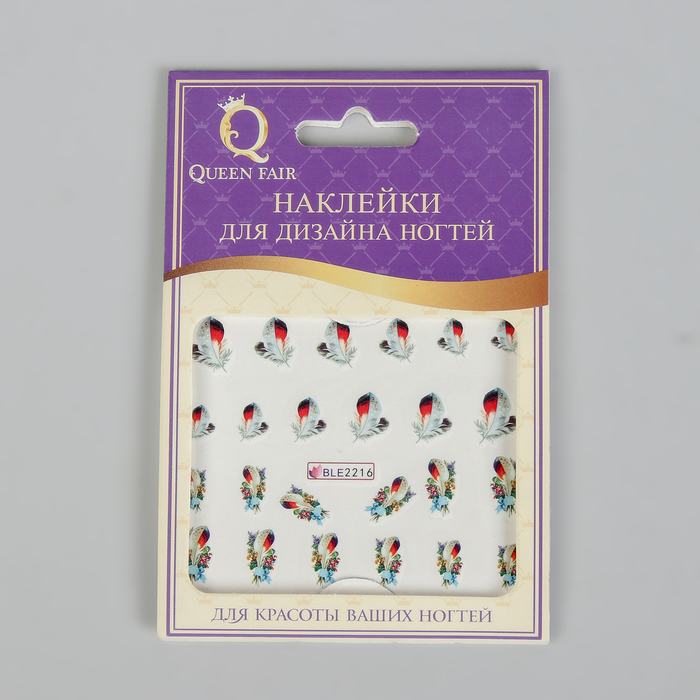 QUEEN FAIR
НАКЛЕЙКИ
ДЛЯ ДИЗАЙНА НОГТЕЙ
BLE2216
ДЛЯ КРАСОТЫ ВАШИХ НОГТЕЙ